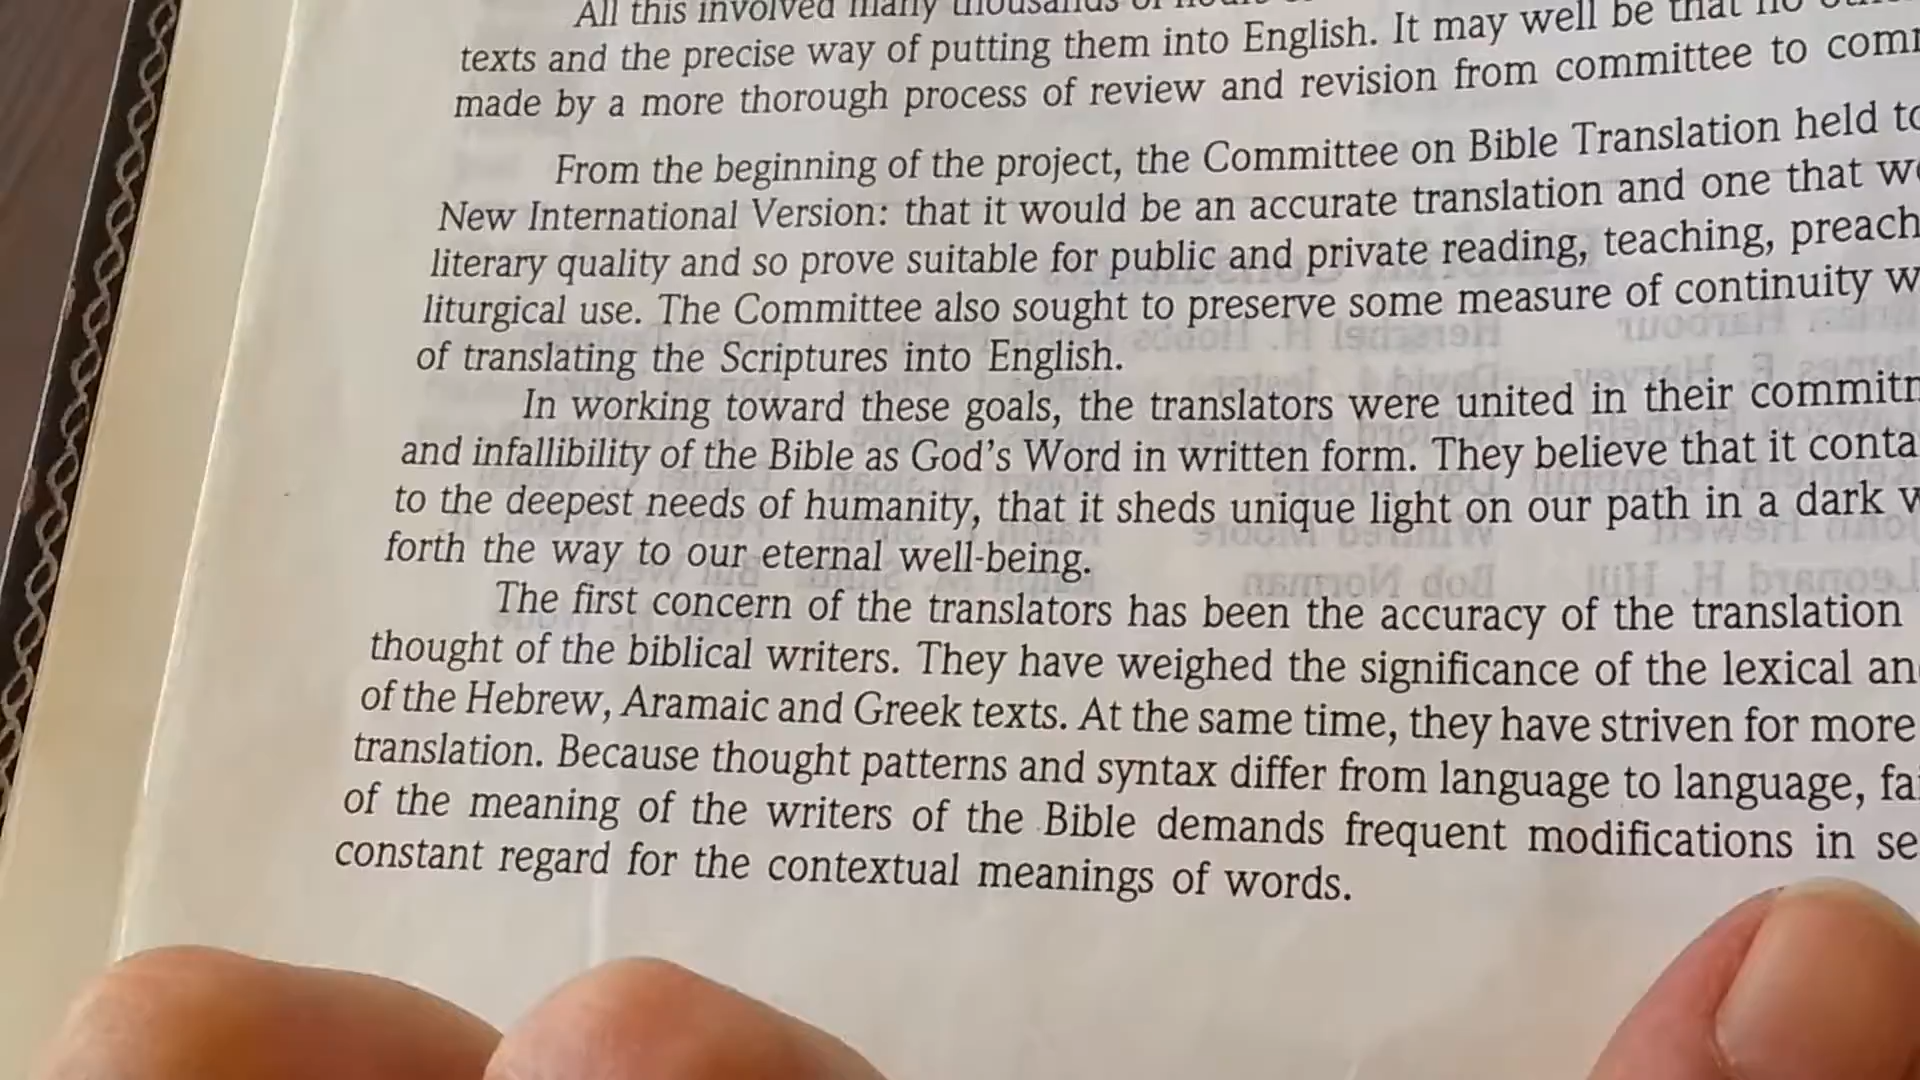 All this involved many thousands of hours
texts and the precise way of putting them into English. It may well be that no
made by a more thorough process of review and revision from committee to
From the beginning of the project, the Committee on Bible Translation held
New International Version: that it would be an accurate translation and one that
literary quality and so prove suitable for public and private reading, teaching,
liturgical use. The Committee also sought to preserve some measure of continuity
of translating the Scriptures into English.
In working toward these goals, the translators were united in their
and infallibility of the Bible as God's Word in written form. They believe that it
to the deepest needs of humanity, that it sheds unique light on our path in a dark
forth the way to our eternal well-being.
The first concern of the translators has been the accuracy of the translation
thought of the biblical writers. They have weighed the significance of the lexical
of the Hebrew, Aramaic and Greek texts. At the same time, they have striven for more
translation. Because thought patterns and syntax differ from language to language,
of the meaning of the writers of the Bible demands frequent modifications in
constant regard for the contextual meanings of words.